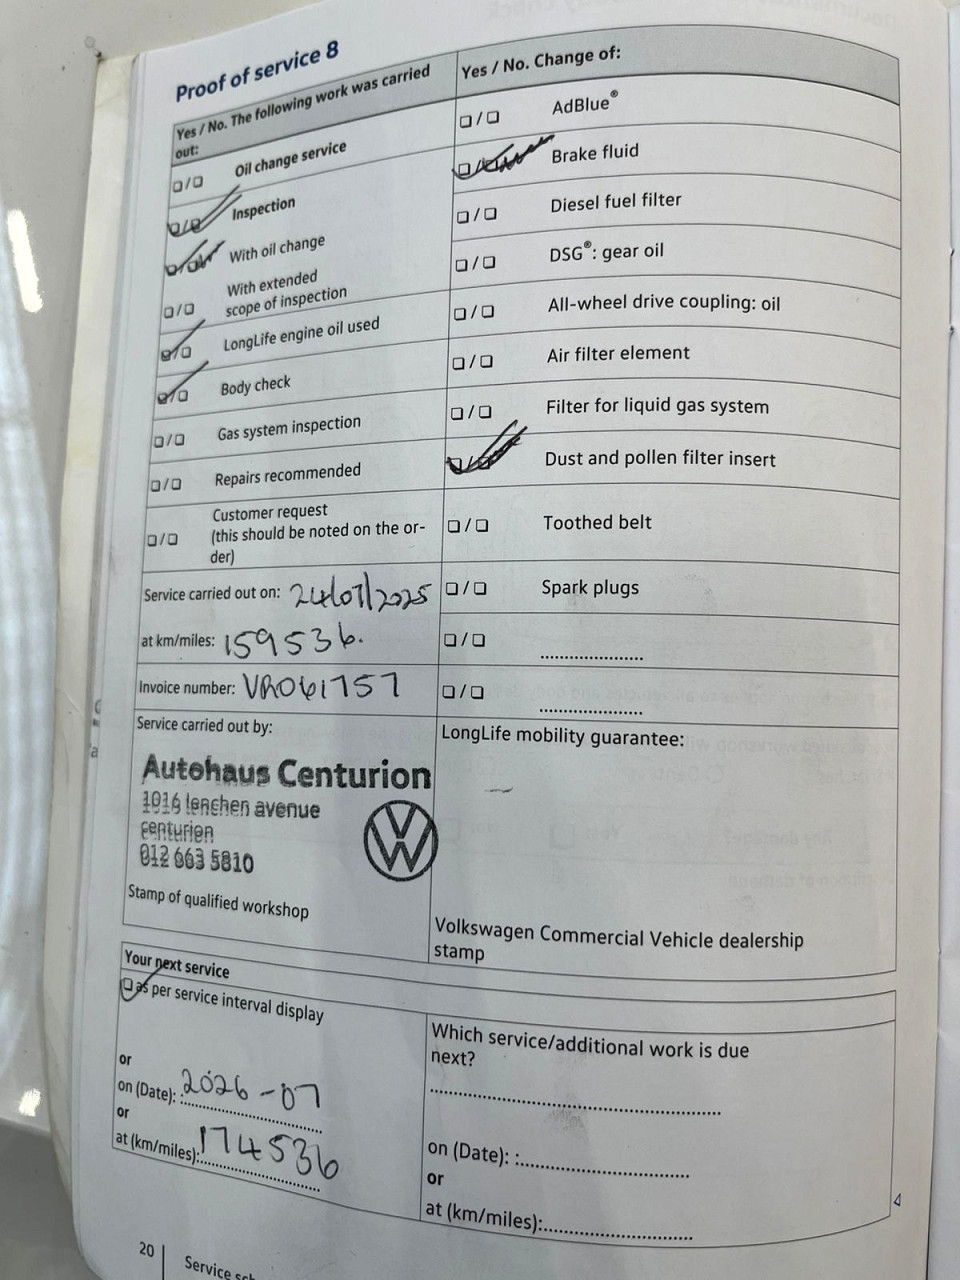 Proof of service 8
Yes / No. The following work was carried out:
☐/☐ Oil change service
☑/☐ Inspection
☑/☐ With oil change
☐/☐ With extended scope of inspection
☑/☐ LongLife engine oil used
☑/☐ Body check
☐/☐ Gas system inspection
☐/☐ Repairs recommended
☐/☐ Customer request
(this should be noted on the or-
der)
Service carried out on: 24/07/2025
at km/miles: 159536.
Invoice number: VR061757
Service carried out by:
Autohaus Centurion
1016 lenchen avenue
centurion
012 663 5810
Stamp of qualified workshop
Yes / No. Change of:
☐/☐ AdBlue®
☑/☐ Brake fluid
☐/☐ Diesel fuel filter
☐/☐ DSG®: gear oil
☐/☐ All-wheel drive coupling: oil
☐/☐ Air filter element
☐/☐ Filter for liquid gas system
☑/☐ Dust and pollen filter insert
☐/☐ Toothed belt
☐/☐ Spark plugs
☐/☐ ....................
☐/☐ ....................
LongLife mobility guarantee:
Volkswagen Commercial Vehicle dealership
stamp
Your next service
☑ as per service interval display
or
on (Date): 2026-07
or
at (km/miles): 174536
Which service/additional work is due
next?
on (Date): :....................
or
at (km/miles):....................
20